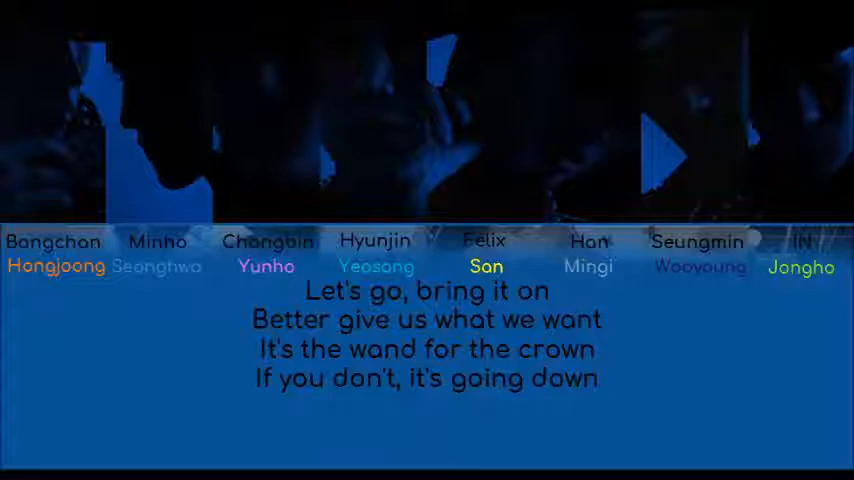 Bangchan Minho Changbin Hyunjin Felix Han Seungmin IN
Hongjoong Seonghwa Yunho Yeosang San Mingi Wooyoung Jongho
Let's go, bring it on
Better give us what we want
It's the wand for the crown
If you don't, it's going down